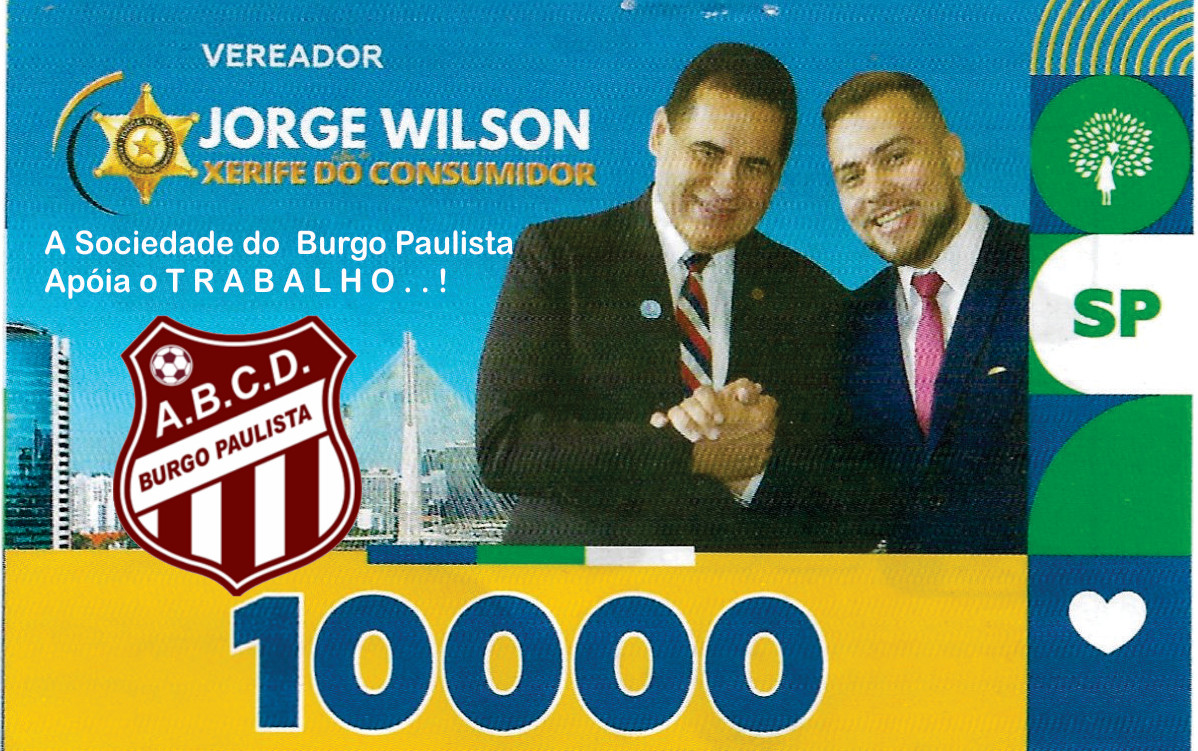 VEREADOR
JORGE WILSON
XERIFE DO CONSUMIDOR
A Sociedade do Burgo Paulista
Apóia o T R A B A L H O . . !
A.B.C.D.
BURGO PAULISTA
SP
10000